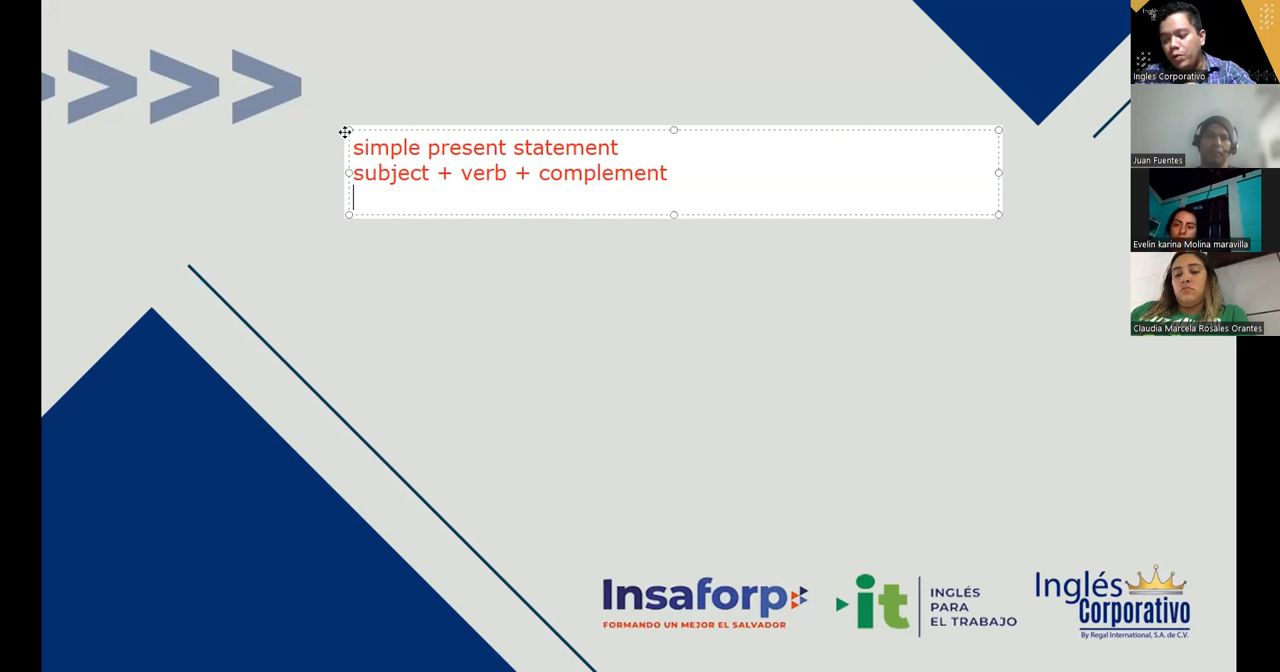 simple present statement
subject + verb + complement
Ingles Corporativo
Juan Fuentes
Evelin karina Molina maravilla
Claudia Marcela Rosales Orantes
Insaforp
FORMANDO UN MEJOR EL SALVADOR
it
INGLÉS
PARA
EL TRABAJO
Inglés
Corporativo
By Regal International, S.A. de C.V.